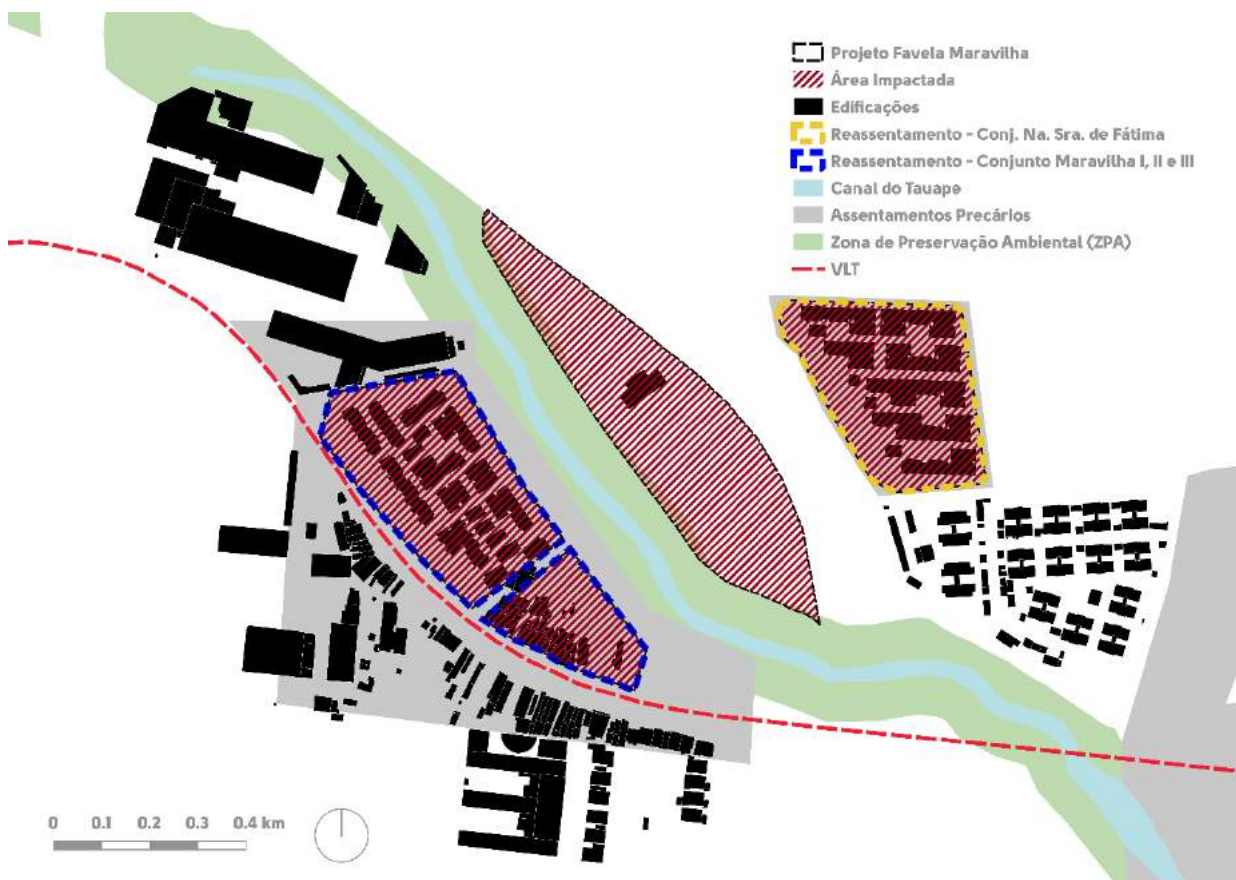 Projeto Favela Maravilha
Área Impactada
Edificações
Reassentamento - Conj. Na. Sra. de Fátima
Reassentamento - Conjunto Maravilha I, II e III
Canal do Tauape
Assentamentos Precários
Zona de Preservação Ambiental (ZPA)
VLT
0 0.1 0.2 0.3 0.4 km